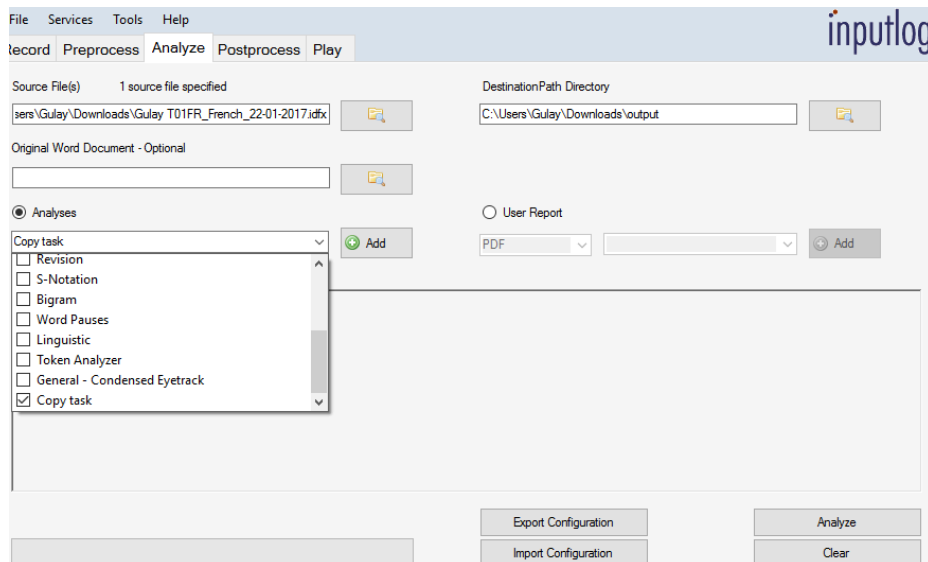 File Services Tools Help
inputlog
Record Preprocess Analyze Postprocess Play
Source File(s) 1 source file specified
DestinationPath Directory
sers\Gulay\Downloads\Gulay T01FR_French_22-01-2017.idfx
C:\Users\Gulay\Downloads\output
Original Word Document - Optional
Analyses
User Report
Copy task
Add
PDF
Add
Revision
S-Notation
Bigram
Word Pauses
Linguistic
Token Analyzer
General - Condensed Eyetrack
Copy task
Export Configuration
Analyze
Import Configuration
Clear